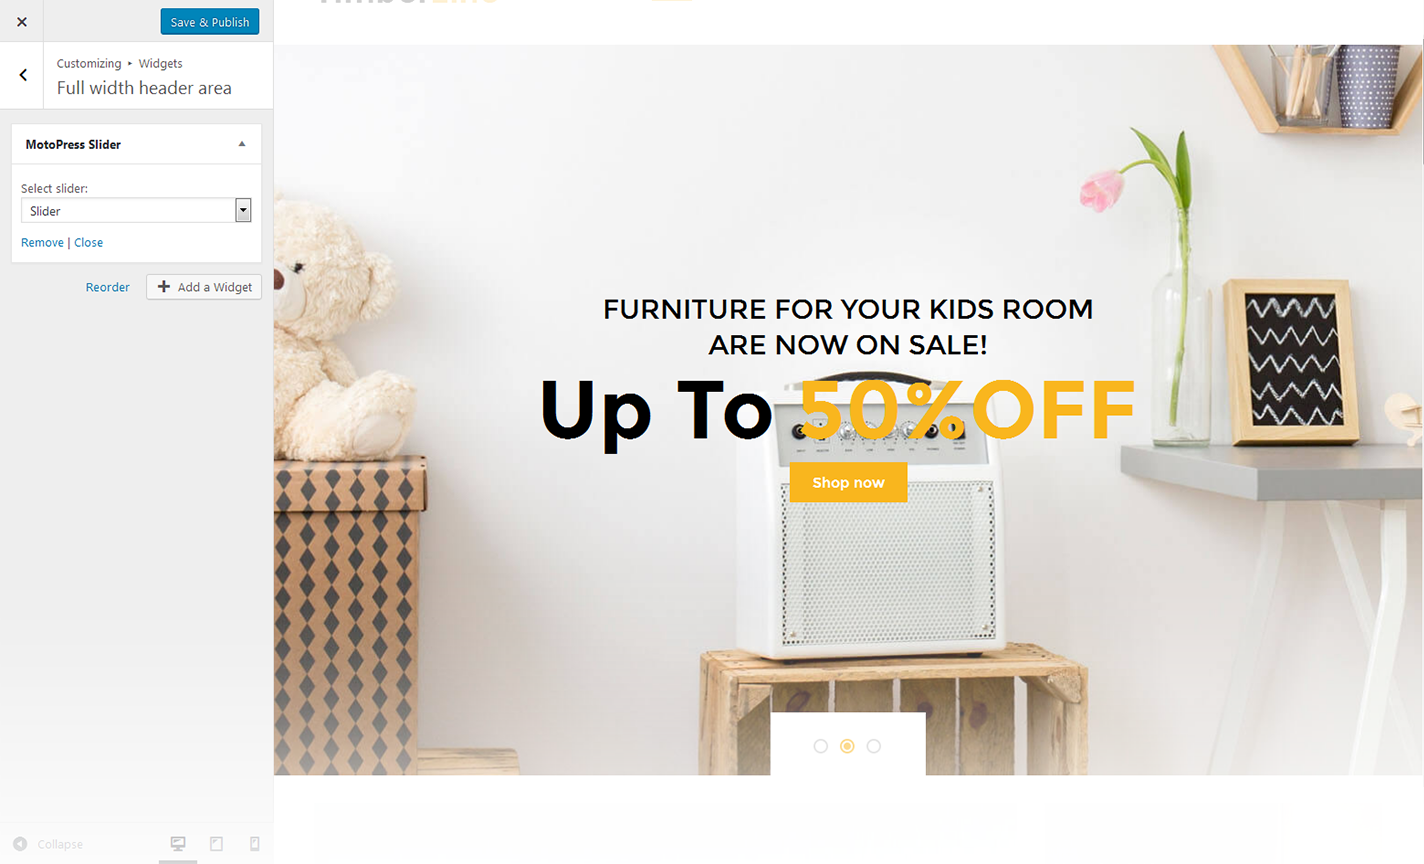 Save & Publish
Customizing ▸ Widgets
Full width header area
MotoPress Slider
Select slider:
Slider
Remove | Close
Reorder
Add a Widget
Collapse
FURNITURE FOR YOUR KIDS ROOM
ARE NOW ON SALE!
Up To 50%OFF
Shop now